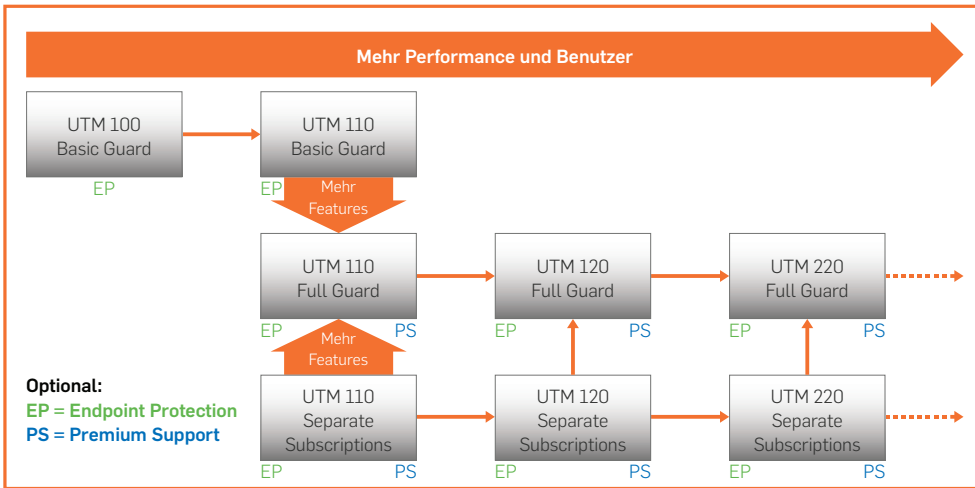 Mehr Performance und Benutzer
UTM 100
Basic Guard
UTM 110
Basic Guard
EP
EP
Mehr
Features
UTM 110
Full Guard
UTM 120
Full Guard
UTM 220
Full Guard
EP
PS
EP
PS
EP
PS
Mehr
Features
Optional:
EP = Endpoint Protection
PS = Premium Support
UTM 110
Separate
Subscriptions
UTM 120
Separate
Subscriptions
UTM 220
Separate
Subscriptions
EP
PS
EP
PS
EP
PS